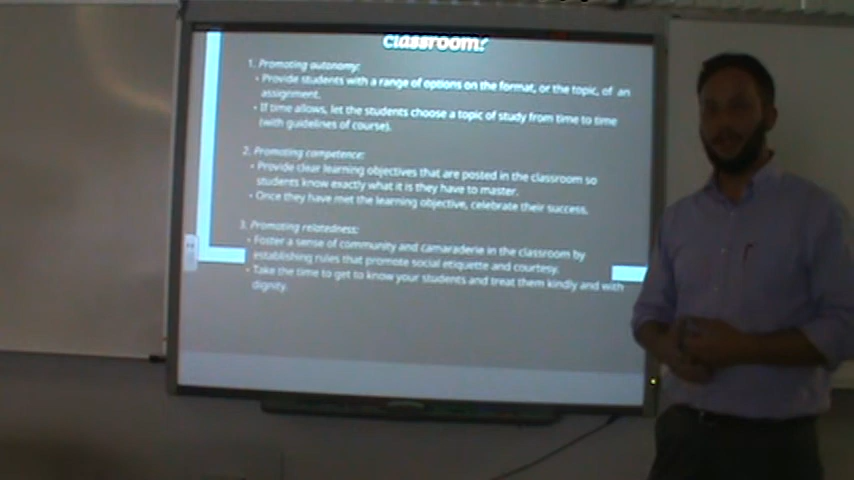 classroom?
1. Promoting autonomy:
• Provide students with a range of options on the format, or the topic, of an
assignment.
• If time allows, let the students choose a topic of study from time to time
(with guidelines of course).
2. Promoting competence:
• Provide clear learning objectives that are posted in the classroom so
students know exactly what it is they have to master.
• Once they have met the learning objective, celebrate their success.
3. Promoting relatedness:
• Foster a sense of community and camaraderie in the classroom by
establishing rules that promote social etiquette and courtesy.
• Take the time to get to know your students and treat them kindly and with
dignity.